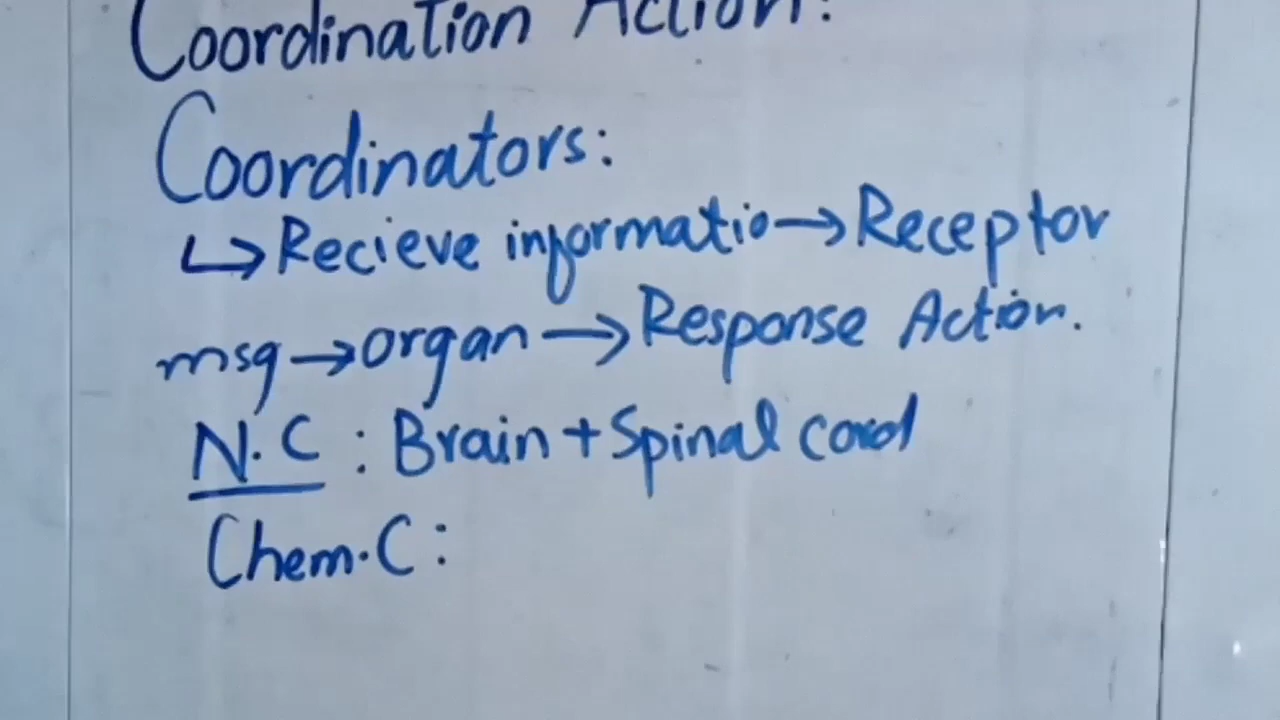 Coordination Action:
Coordinators:
↳ Recieve informatio → Receptor
msg → organ → Response Action.
N.C : Brain + Spinal cord
Chem.C :